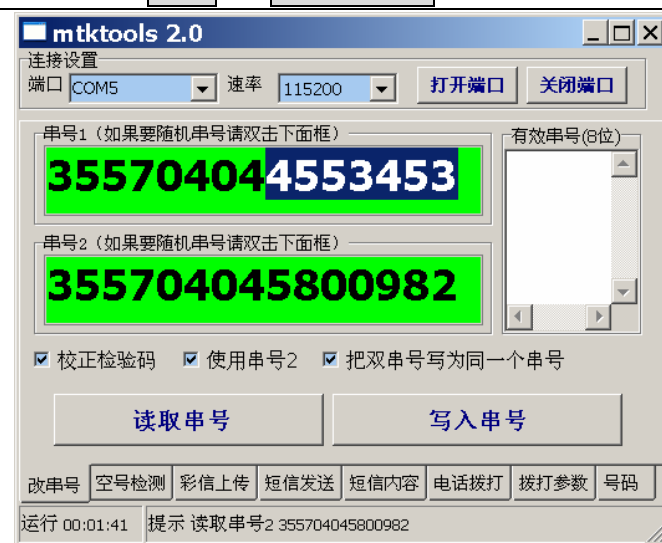 mtktools 2.0
连接设置
端口 COM5 速率 115200 打开端口 关闭端口
串号1（如果要随机串号请双击下面框）
355704044553453
有效串号(8位)
串号2（如果要随机串号请双击下面框）
355704045800982
校正检验码 使用串号2 把双串号写为同一个串号
读取串号 写入串号
改串号 空号检测 彩信上传 短信发送 短信内容 电话拨打 拨打参数 号码
运行 00:01:41 提示 读取串号2 355704045800982